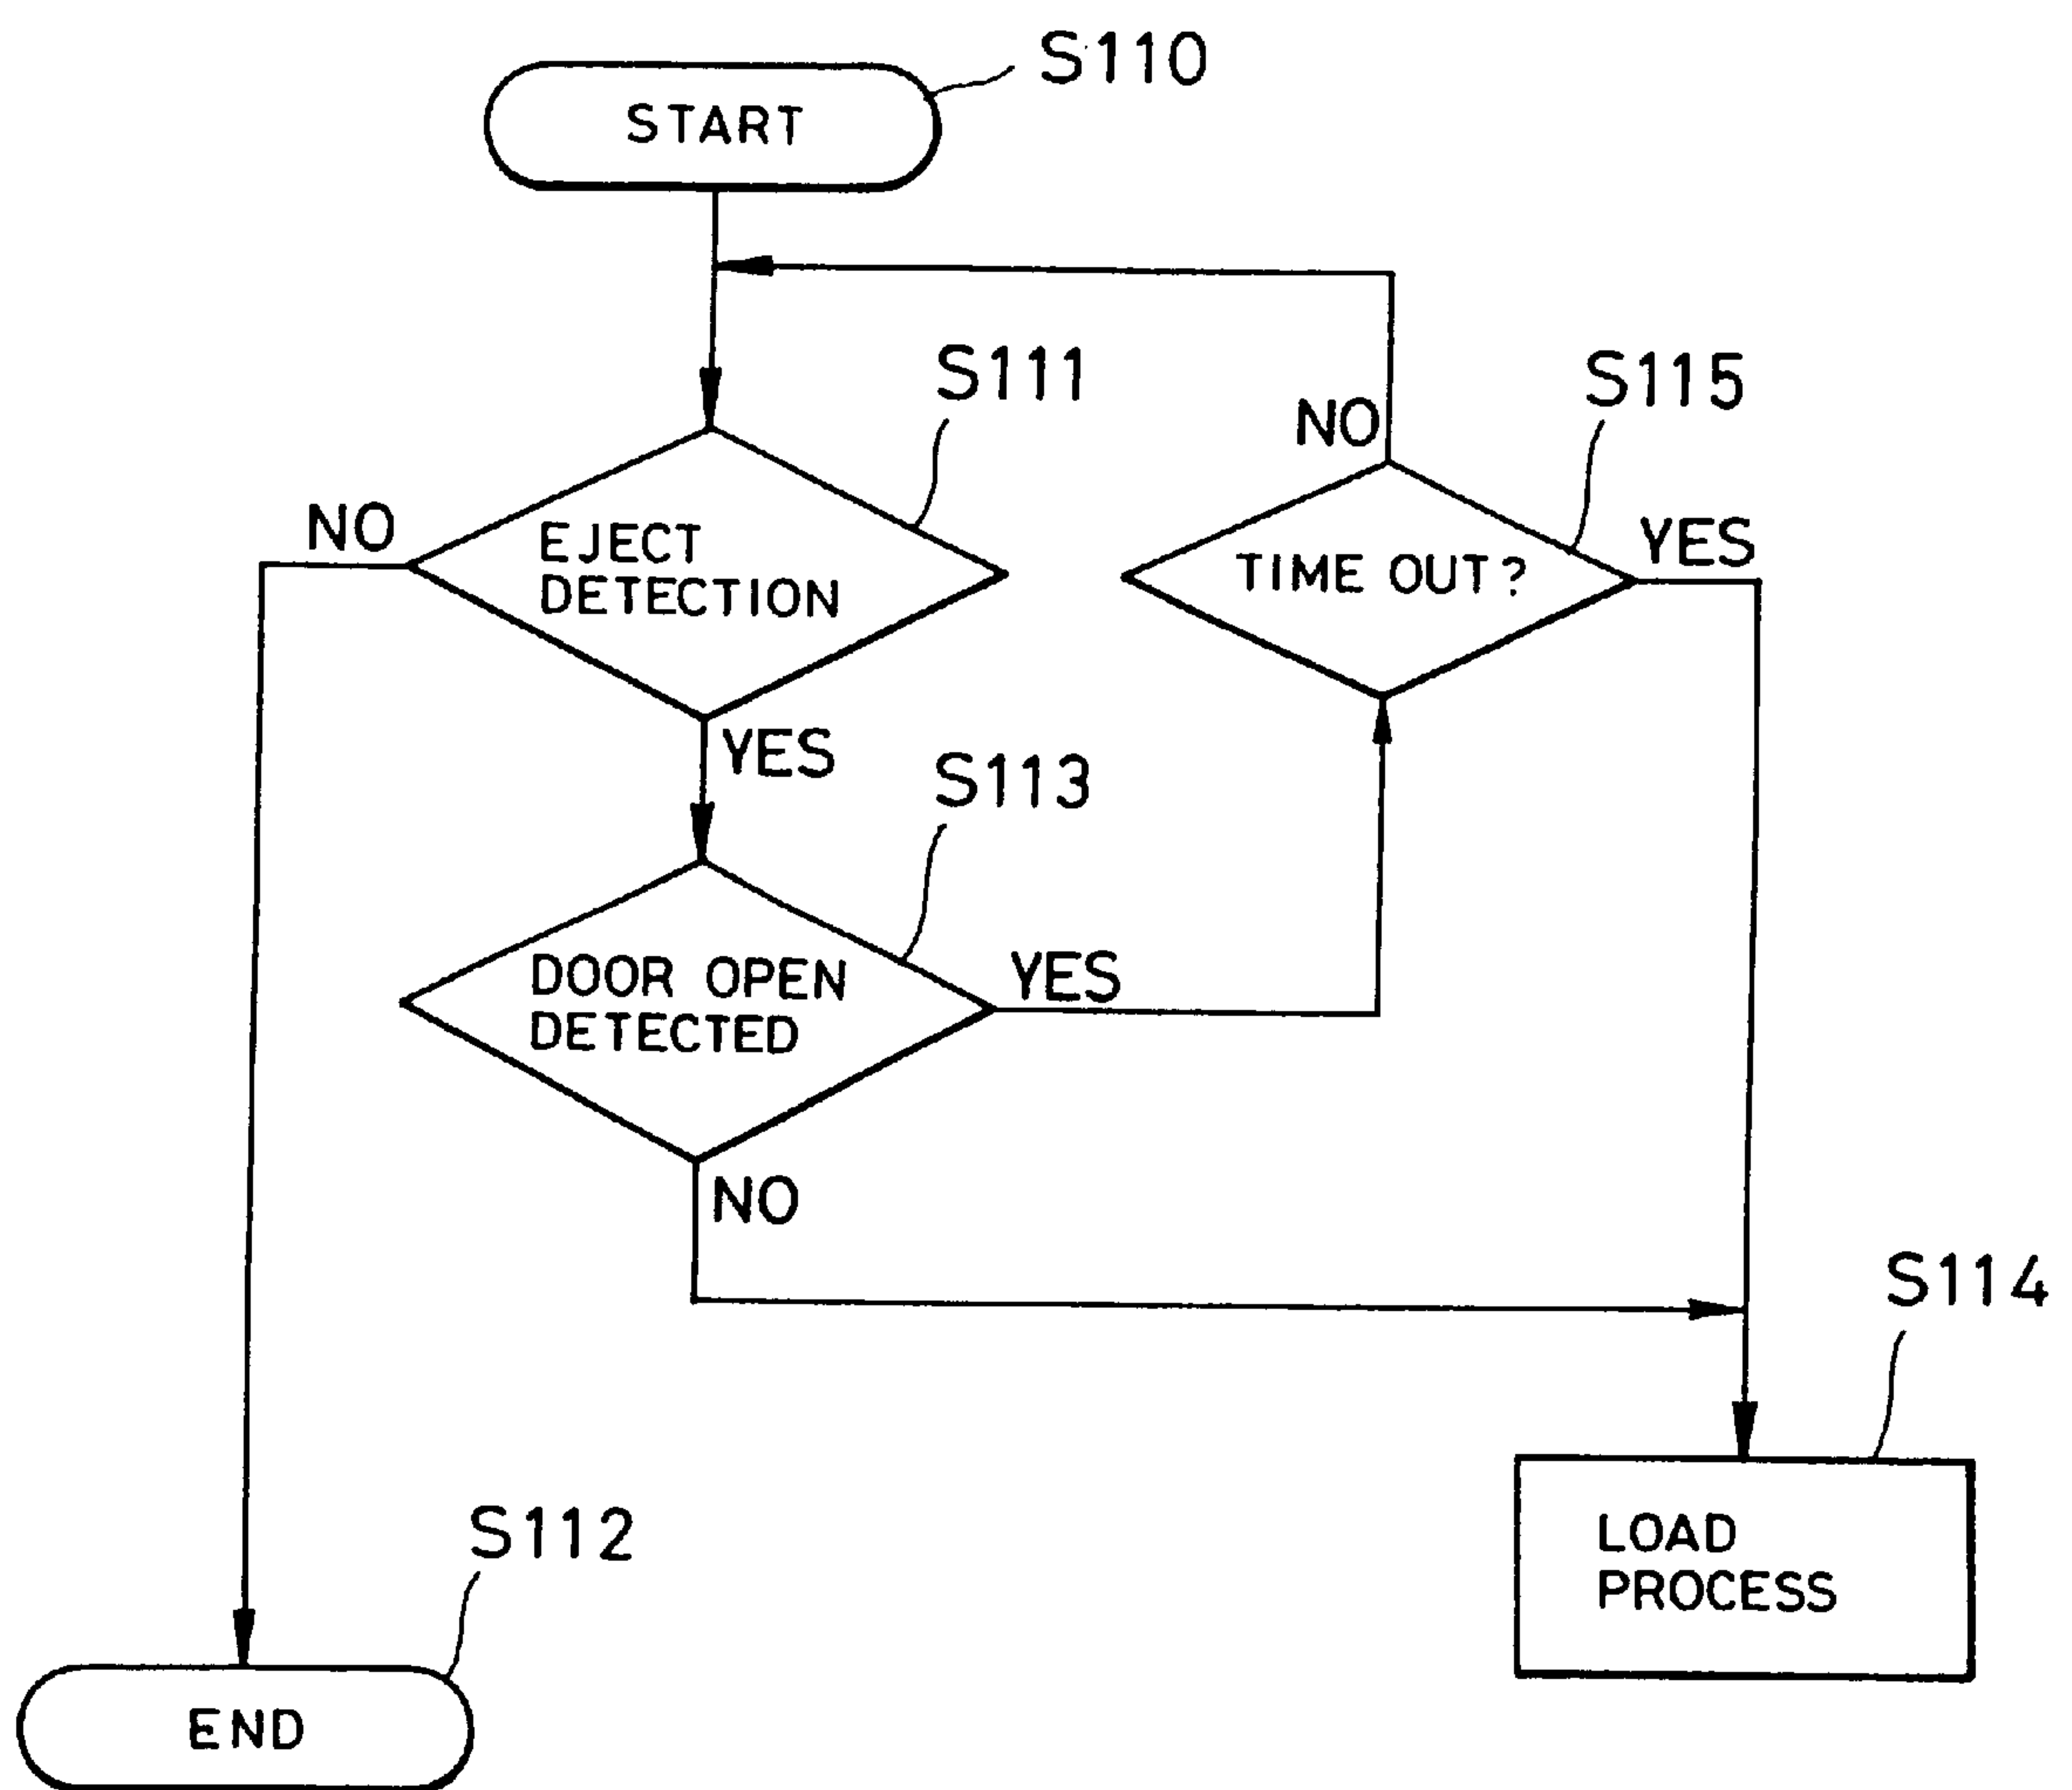 S110
START
S111
S115
NO
NO
YES
EJECT
DETECTION
TIME OUT?
YES
S113
DOOR OPEN
DETECTED
YES
NO
S114
LOAD
PROCESS
S112
END